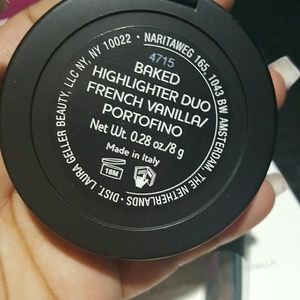 4715
BAKED
HIGHLIGHTER DUO
FRENCH VANILLA/
PORTOFINO
Net Wt. 0.28 oz/8 g
Made in Italy
18M
DIST. LAURA GELLER BEAUTY, LLC NY, NY 10022 • NARITAWEG 165, 1043 BW AMSTERDAM, THE NETHERLANDS •